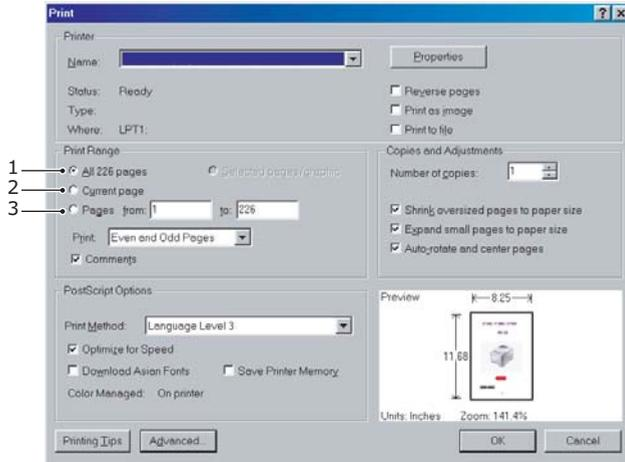 Print
Printer
Name:
Properties
Status: Ready
Type:
Where: LPT1:
Reverse pages
Print as image
Print to file
Print Range
1 All 226 pages
Selected pages/graphic
2 Current page
3 Pages from: 1 to: 226
Print: Even and Odd Pages
Comments
Copies and Adjustments
Number of copies: 1
Shrink oversized pages to paper size
Expand small pages to paper size
Auto-rotate and center pages
PostScript Options
Print Method: Language Level 3
Optimize for Speed
Download Asian Fonts
Save Printer Memory
Color Managed: On printer
Preview
8.25
11.68
Units: Inches Zoom: 141.4%
Printing Tips
Advanced...
OK
Cancel